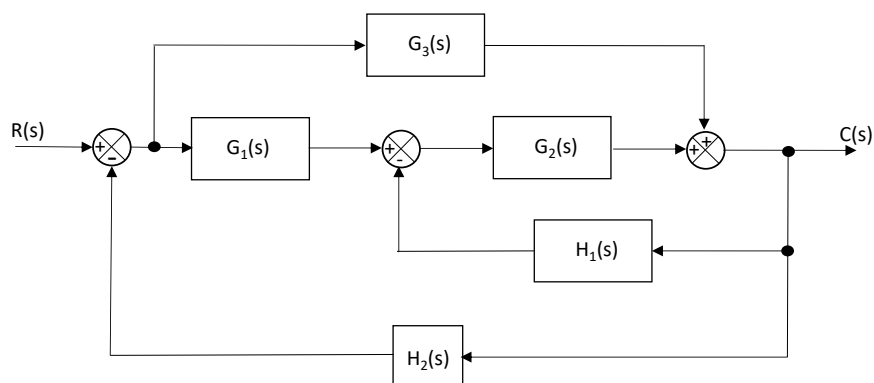 G₃(s)
R(s)
+
-
G₁(s)
+
-
G₂(s)
+
+
C(s)
H₁(s)
H₂(s)